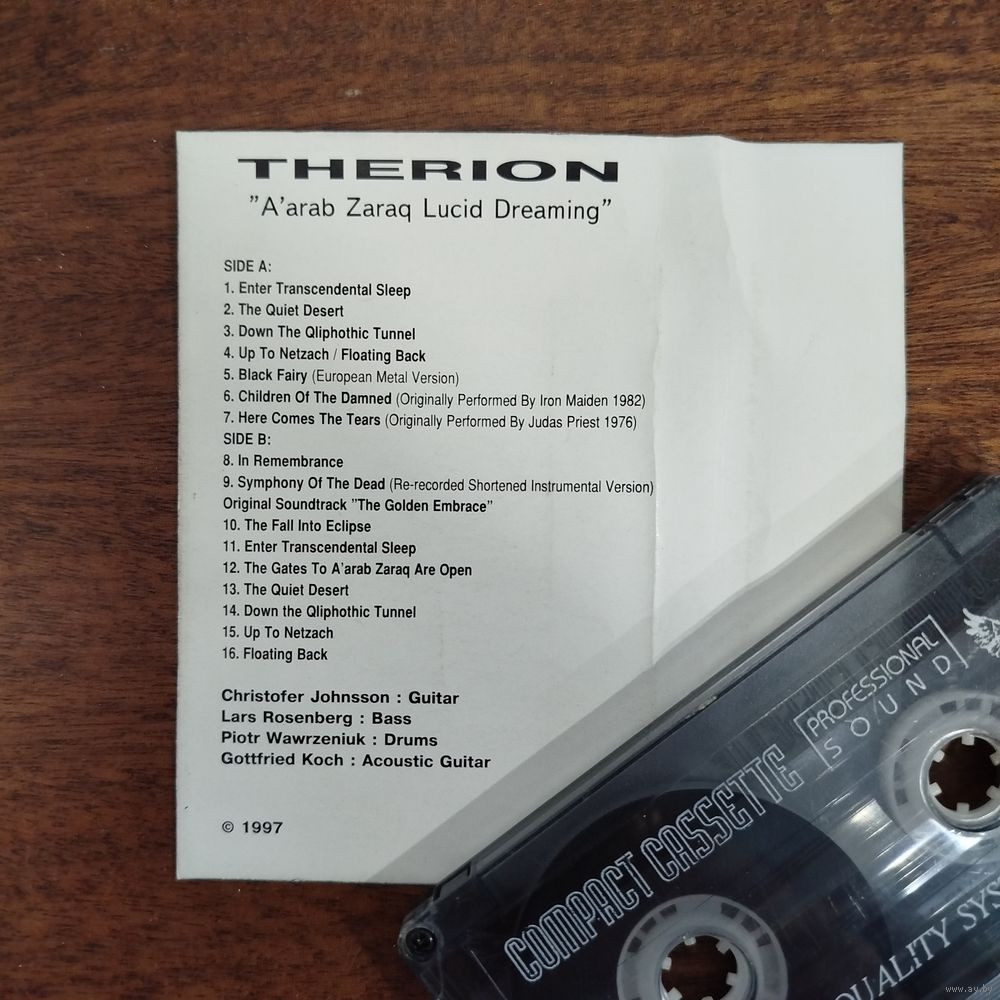 THERION
"A'arab Zaraq Lucid Dreaming"
SIDE A:
1. Enter Transcendental Sleep
2. The Quiet Desert
3. Down The Qliphothic Tunnel
4. Up To Netzach / Floating Back
5. Black Fairy (European Metal Version)
6. Children Of The Damned (Originally Performed By Iron Maiden 1982)
7. Here Comes The Tears (Originally Performed By Judas Priest 1976)
SIDE B:
8. In Remembrance
9. Symphony Of The Dead (Re-recorded Shortened Instrumental Version)
Original Soundtrack "The Golden Embrace"
10. The Fall Into Eclipse
11. Enter Transcendental Sleep
12. The Gates To A'arab Zaraq Are Open
13. The Quiet Desert
14. Down the Qliphothic Tunnel
15. Up To Netzach
16. Floating Back
Christofer Johnsson : Guitar
Lars Rosenberg : Bass
Piotr Wawrzeniuk : Drums
Gottfried Koch : Acoustic Guitar
© 1997
PROFESSIONAL
SOUND
COMPACT CASSETTE
QUALITY SYS
www.ay.by